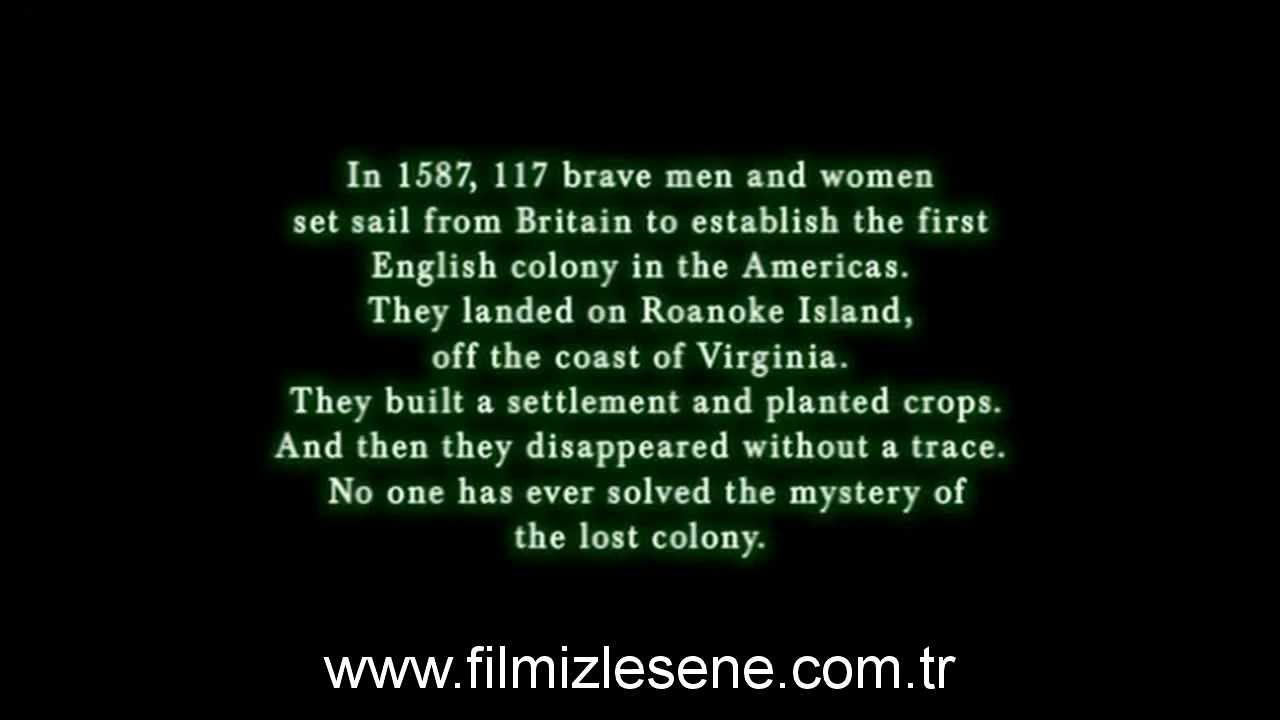 In 1587, 117 brave men and women
set sail from Britain to establish the first
English colony in the Americas.
They landed on Roanoke Island,
off the coast of Virginia.
They built a settlement and planted crops.
And then they disappeared without a trace.
No one has ever solved the mystery of
the lost colony.
www.filmizlesene.com.tr